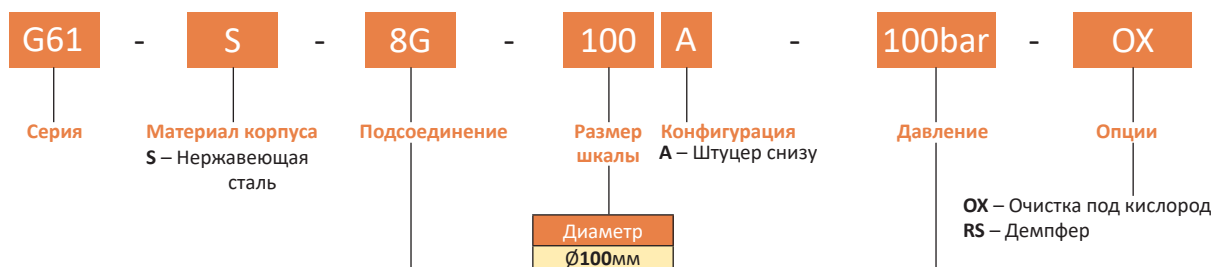 G61 - S - 8G - 100 A - 100bar - OX
Серия
Материал корпуса
S – Нержавеющая
сталь
Подсоединение
Размер
шкалы
Конфигурация
A – Штуцер снизу
Давление
Опции
OX – Очистка под кислород
RS – Демпфер
Диаметр
Ø100мм